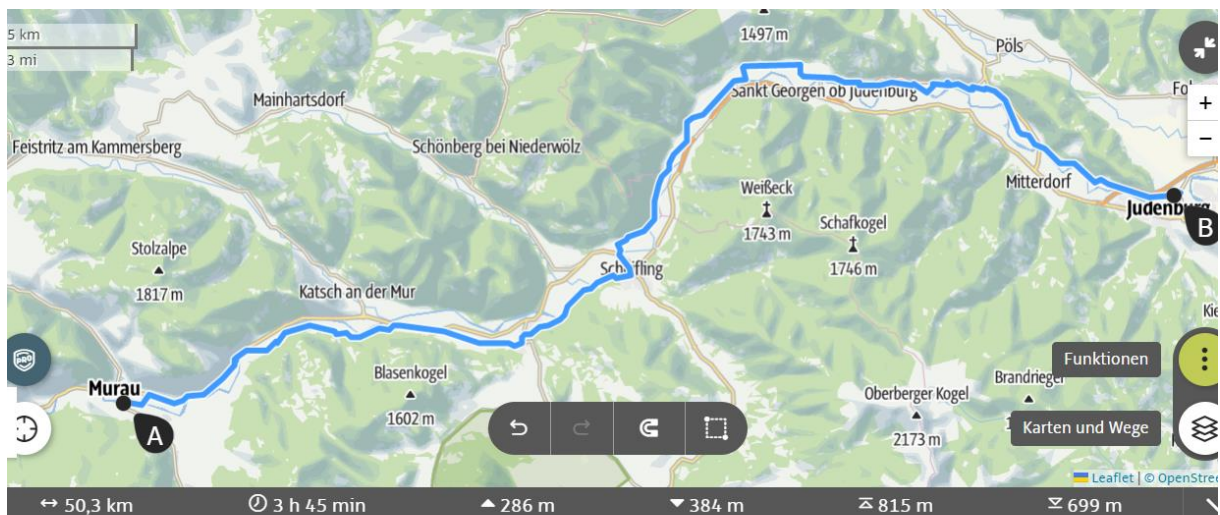 5 km
3 mi
1497 m
Pöls
Mainhartsdorf
Sankt Georgen ob Judenburg
+
Feistritz am Kammersberg
Schönberg bei Niederwölz
−
Mitterdorf
Weißeck
1743 m
Judenburg
Schafkogel
1746 m
B
Stolzalpe
1817 m
Scheifling
Katsch an der Mur
PRO
Funktionen
Murau
Blasenkogel
1602 m
Oberberger Kogel
2173 m
A
Karten und Wege
Leaflet | © OpenStree
50,3 km 3 h 45 min 286 m 384 m 815 m 699 m